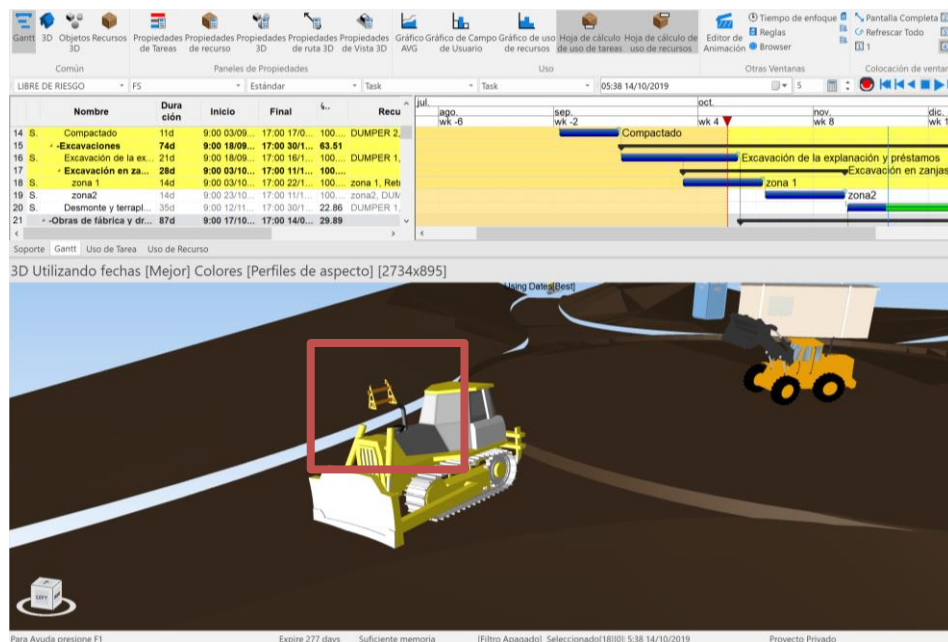 Gantt 3D Objetos 3D Recursos Propiedades de Tareas Propiedades de recurso Propiedades 3D Propiedades de ruta 3D Propiedades de Vista 3D Gráfico AVG Gráfico de Campo de Usuario Gráfico de uso de recursos Hoja de cálculo de uso de tareas Hoja de cálculo de uso de recursos Editor de Animación
Tiempo de enfoque
Reglas
Browser
Pantalla Completa
Refrescar Todo
1
Común Paneles de Propiedades Uso Otras Ventanas Colocación de ventan
LIBRE DE RIESGO FS Estándar Task Task 05:38 14/10/2019 5
Nombre Dura ción Inicio Final Recu
jul.
ago. sep. oct. nov. dic.
wk -6 wk -2 wk 4 wk 8 wk 1
14 S. Compactado 11d 9:00 03/09... 17:00 17/0... 100.... DUMPER 2, Compactado
15 -Excavaciones 74d 9:00 18/09... 17:00 30/1... 63.51
16 S. Excavación de la ex... 21d 9:00 18/09... 17:00 16/1... 100.... DUMPER 1, Excavación de la explanación y préstamos
17 - Excavación en za... 28d 9:00 03/10... 17:00 11/1... 100.... Excavación en zanjas
18 S. zona 1 14d 9:00 03/10... 17:00 22/1... 100.... zona 1, Ret zona 1
19 S. zona2 14d 9:00 23/10... 17:00 11/1... 100.... zona2, DUM zona2
20 S. Desmonte y terrapl... 35d 9:00 12/11... 17:00 30/1... 22.86 DUMPER 1,
21 - -Obras de fábrica y dr... 87d 9:00 17/10... 17:00 14/0... 29.89
Soporte Gantt Uso de Tarea Uso de Recurso
3D Utilizando fechas [Mejor] Colores [Perfiles de aspecto] [2734x895]
Using Dates[Best]
LEFT
Para Ayuda presione F1 Expire 277 days Suficiente memoria [Filtro Apagado] Seleccionado[18][0]: 5:38 14/10/2019 Proyecto Privado